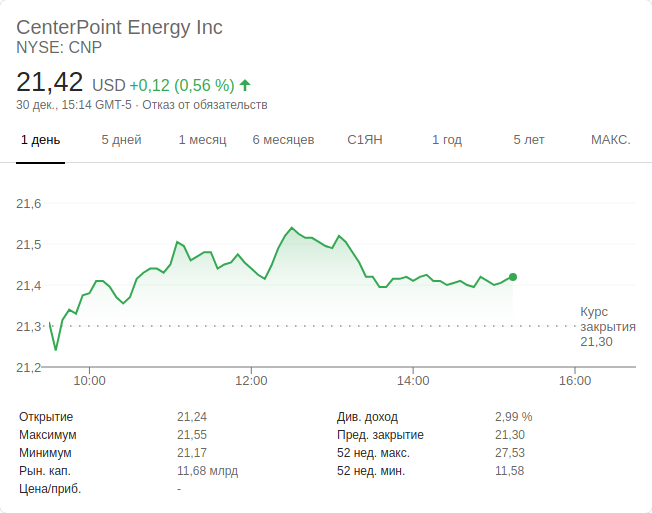 CenterPoint Energy Inc
NYSE: CNP
21,42 USD +0,12 (0,56 %)
30 дек., 15:14 GMT-5 · Отказ от обязательств
1 день 5 дней 1 месяц 6 месяцев С1ЯН 1 год 5 лет МАКС.
21,6
21,5
21,4
21,3
21,2
Курс
закрытия
21,30
10:00 12:00 14:00 16:00
Открытие 21,24 Див. доход 2,99 %
Максимум 21,55 Пред. закрытие 21,30
Минимум 21,17 52 нед. макс. 27,53
Рын. кап. 11,68 млрд 52 нед. мин. 11,58
Цена/приб. -